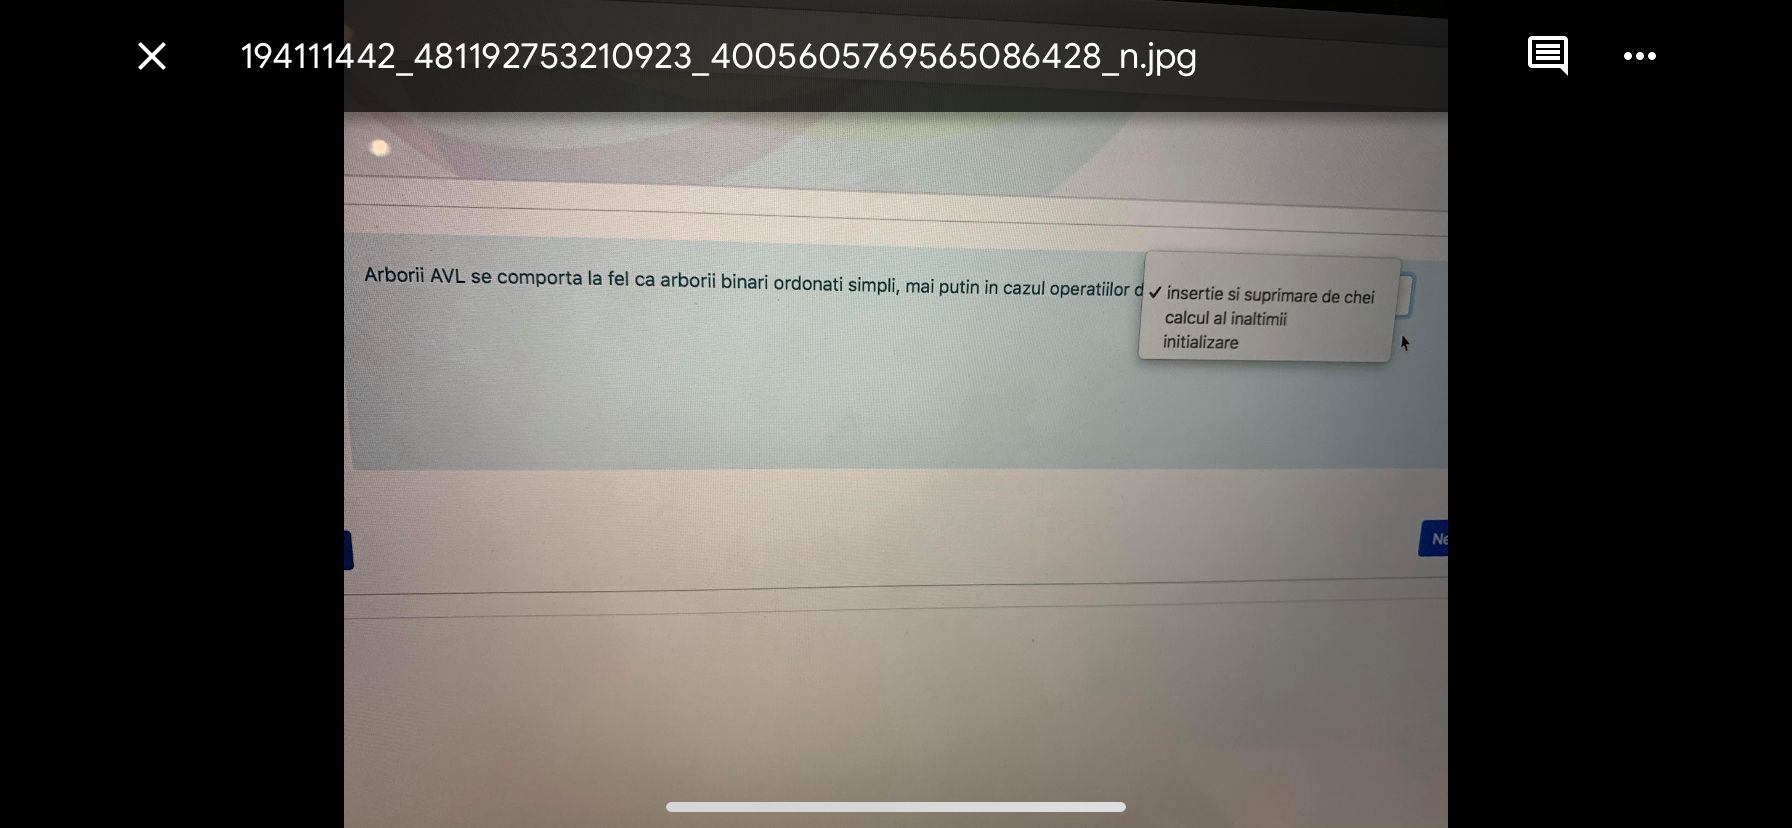 194111442_481192753210923_4005605769565086428_n.jpg
Arborii AVL se comporta la fel ca arborii binari ordonati simpli, mai putin in cazul operatiilor d
✓ insertie si suprimare de chei
calcul al inaltimii
initializare
Ne